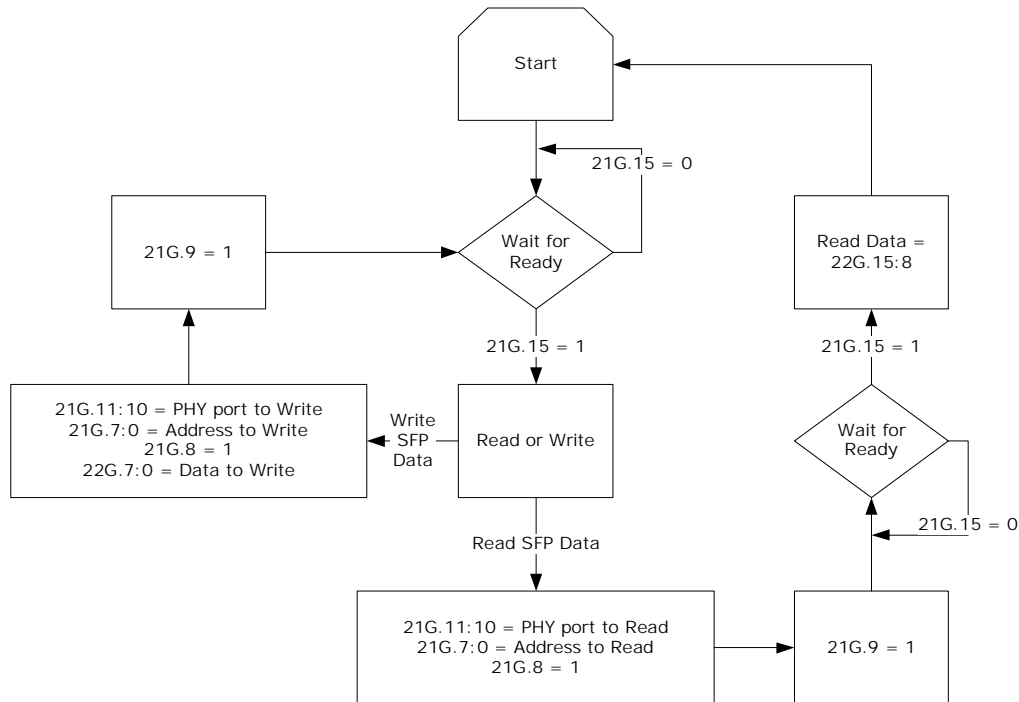 Start
21G.15 = 0
21G.9 = 1
Wait for
Ready
Read Data =
22G.15:8
21G.15 = 1
21G.15 = 1
21G.11:10 = PHY port to Write
21G.7:0 = Address to Write
21G.8 = 1
22G.7:0 = Data to Write
Write
SFP
Data
Read or Write
Wait for
Ready
21G.15 = 0
Read SFP Data
21G.11:10 = PHY port to Read
21G.7:0 = Address to Read
21G.8 = 1
21G.9 = 1